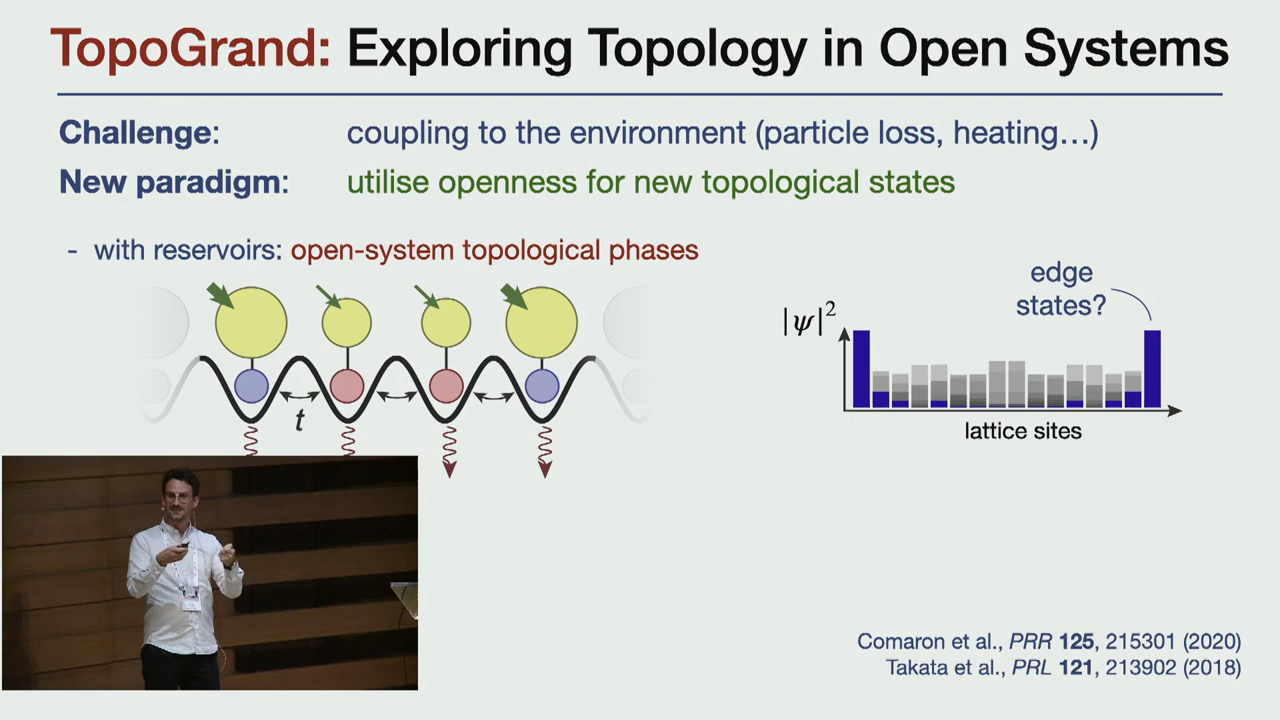 TopoGrand: Exploring Topology in Open Systems
Challenge: coupling to the environment (particle loss, heating…)
New paradigm: utilise openness for new topological states
- with reservoirs: open-system topological phases
edge
states?
|ψ|²
t
lattice sites
Comaron et al., PRR 125, 215301 (2020)
Takata et al., PRL 121, 213902 (2018)